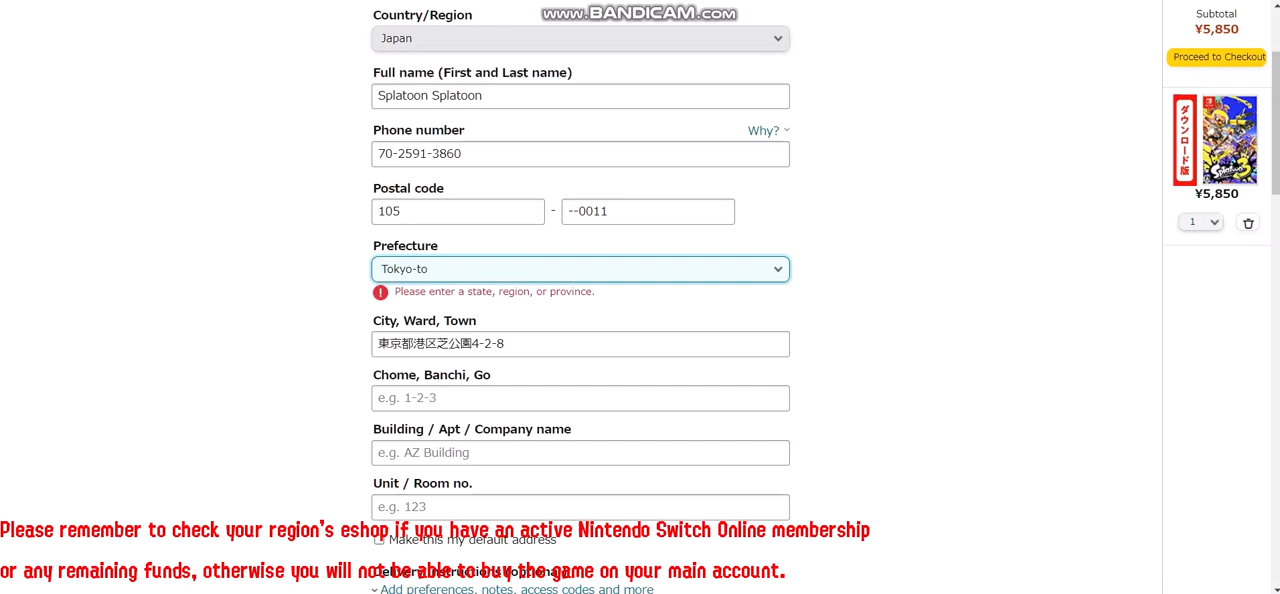 www.BANDICAM.com
Country/Region
Japan
Full name (First and Last name)
Splatoon Splatoon
Phone number
Why?
70-2591-3860
Postal code
105
-
--0011
Prefecture
Tokyo-to
Please enter a state, region, or province.
City, Ward, Town
東京都港区芝公園4-2-8
Chome, Banchi, Go
e.g. 1-2-3
Building / Apt / Company name
e.g. AZ Building
Unit / Room no.
e.g. 123
Make this my default address
Please remember to check your region's eshop if you have an active Nintendo Switch Online membership
or any remaining funds, otherwise you will not be able to buy the game on your main account.
Delivery instructions (optional)
Add preferences, notes, access codes and more
Subtotal
¥5,850
Proceed to Checkout
ダウンロード版
Splatoon 3
¥5,850
1